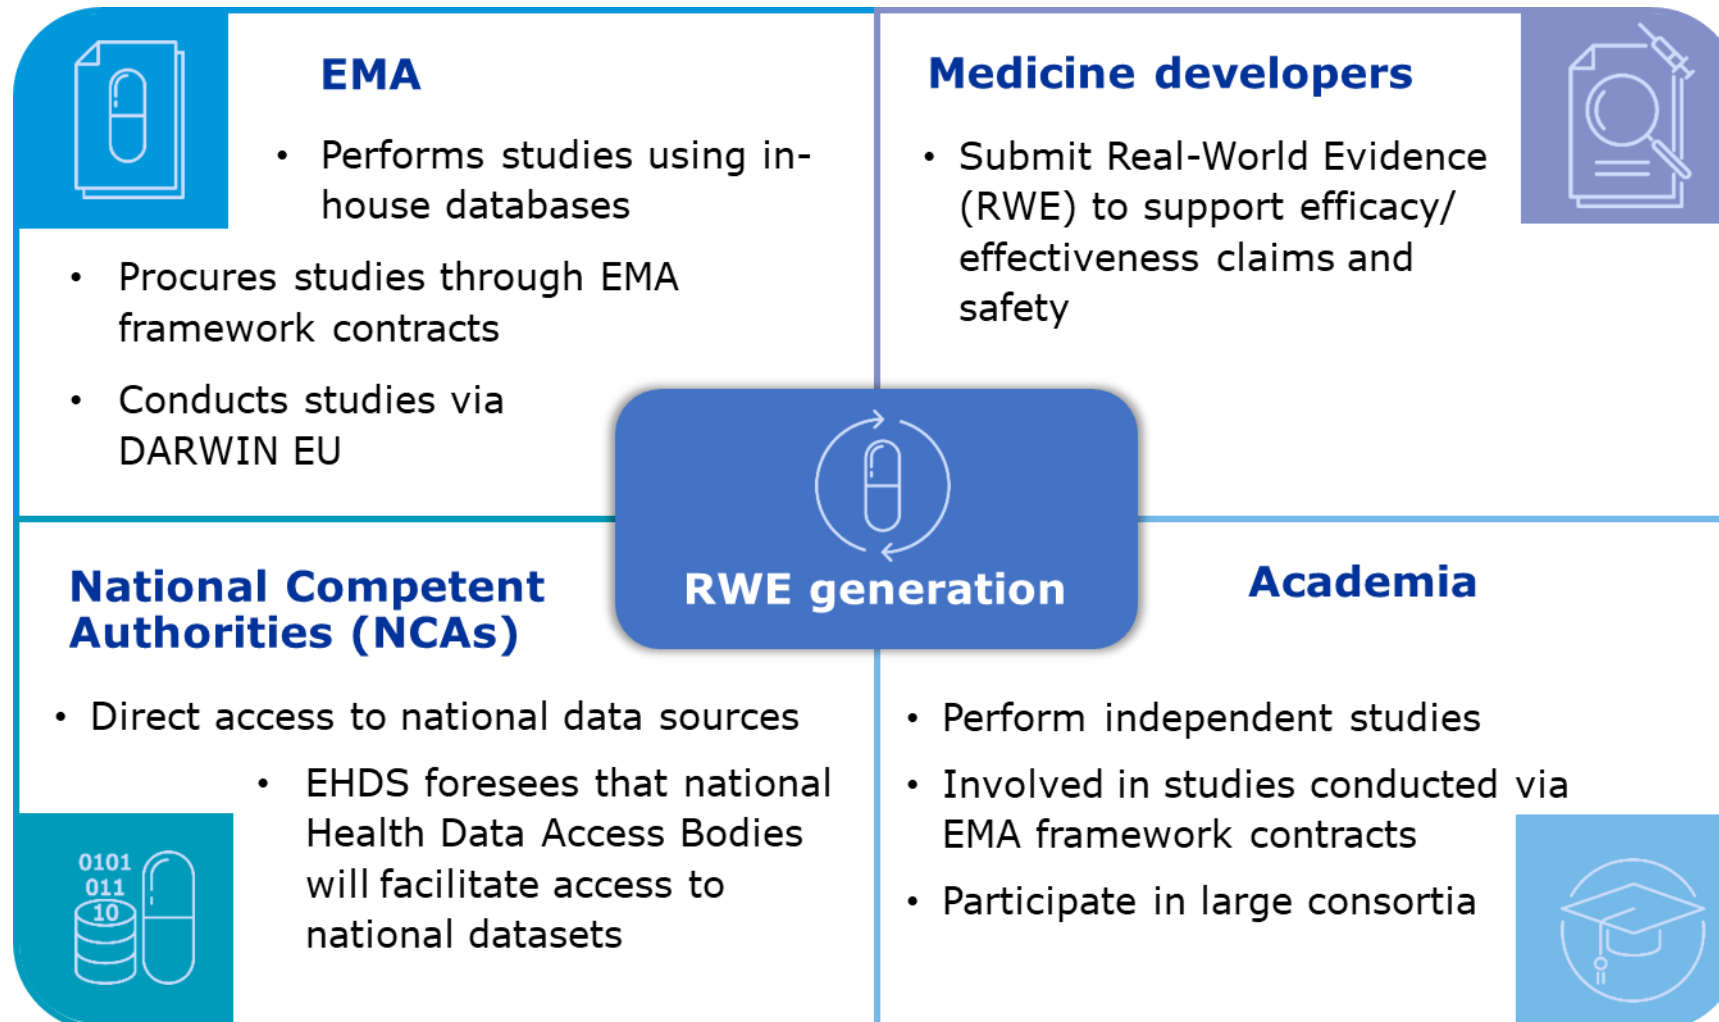 EMA
• Performs studies using in-
house databases
• Procures studies through EMA
framework contracts
• Conducts studies via
DARWIN EU
Medicine developers
• Submit Real-World Evidence
(RWE) to support efficacy/
effectiveness claims and
safety
RWE generation
National Competent
Authorities (NCAs)
• Direct access to national data sources
• EHDS foresees that national
Health Data Access Bodies
will facilitate access to
national datasets
0101
011
10
Academia
• Perform independent studies
• Involved in studies conducted via
EMA framework contracts
• Participate in large consortia